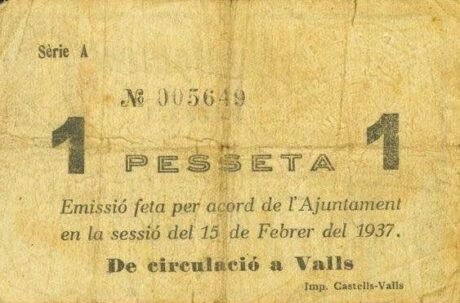 Sèrie A
№ 005649
1 PESSETA 1
Emissió feta per acord de l'Ajuntament
en la sessió del 15 de Febrer del 1937.
De circulació a Valls
Imp. Castells-Valls